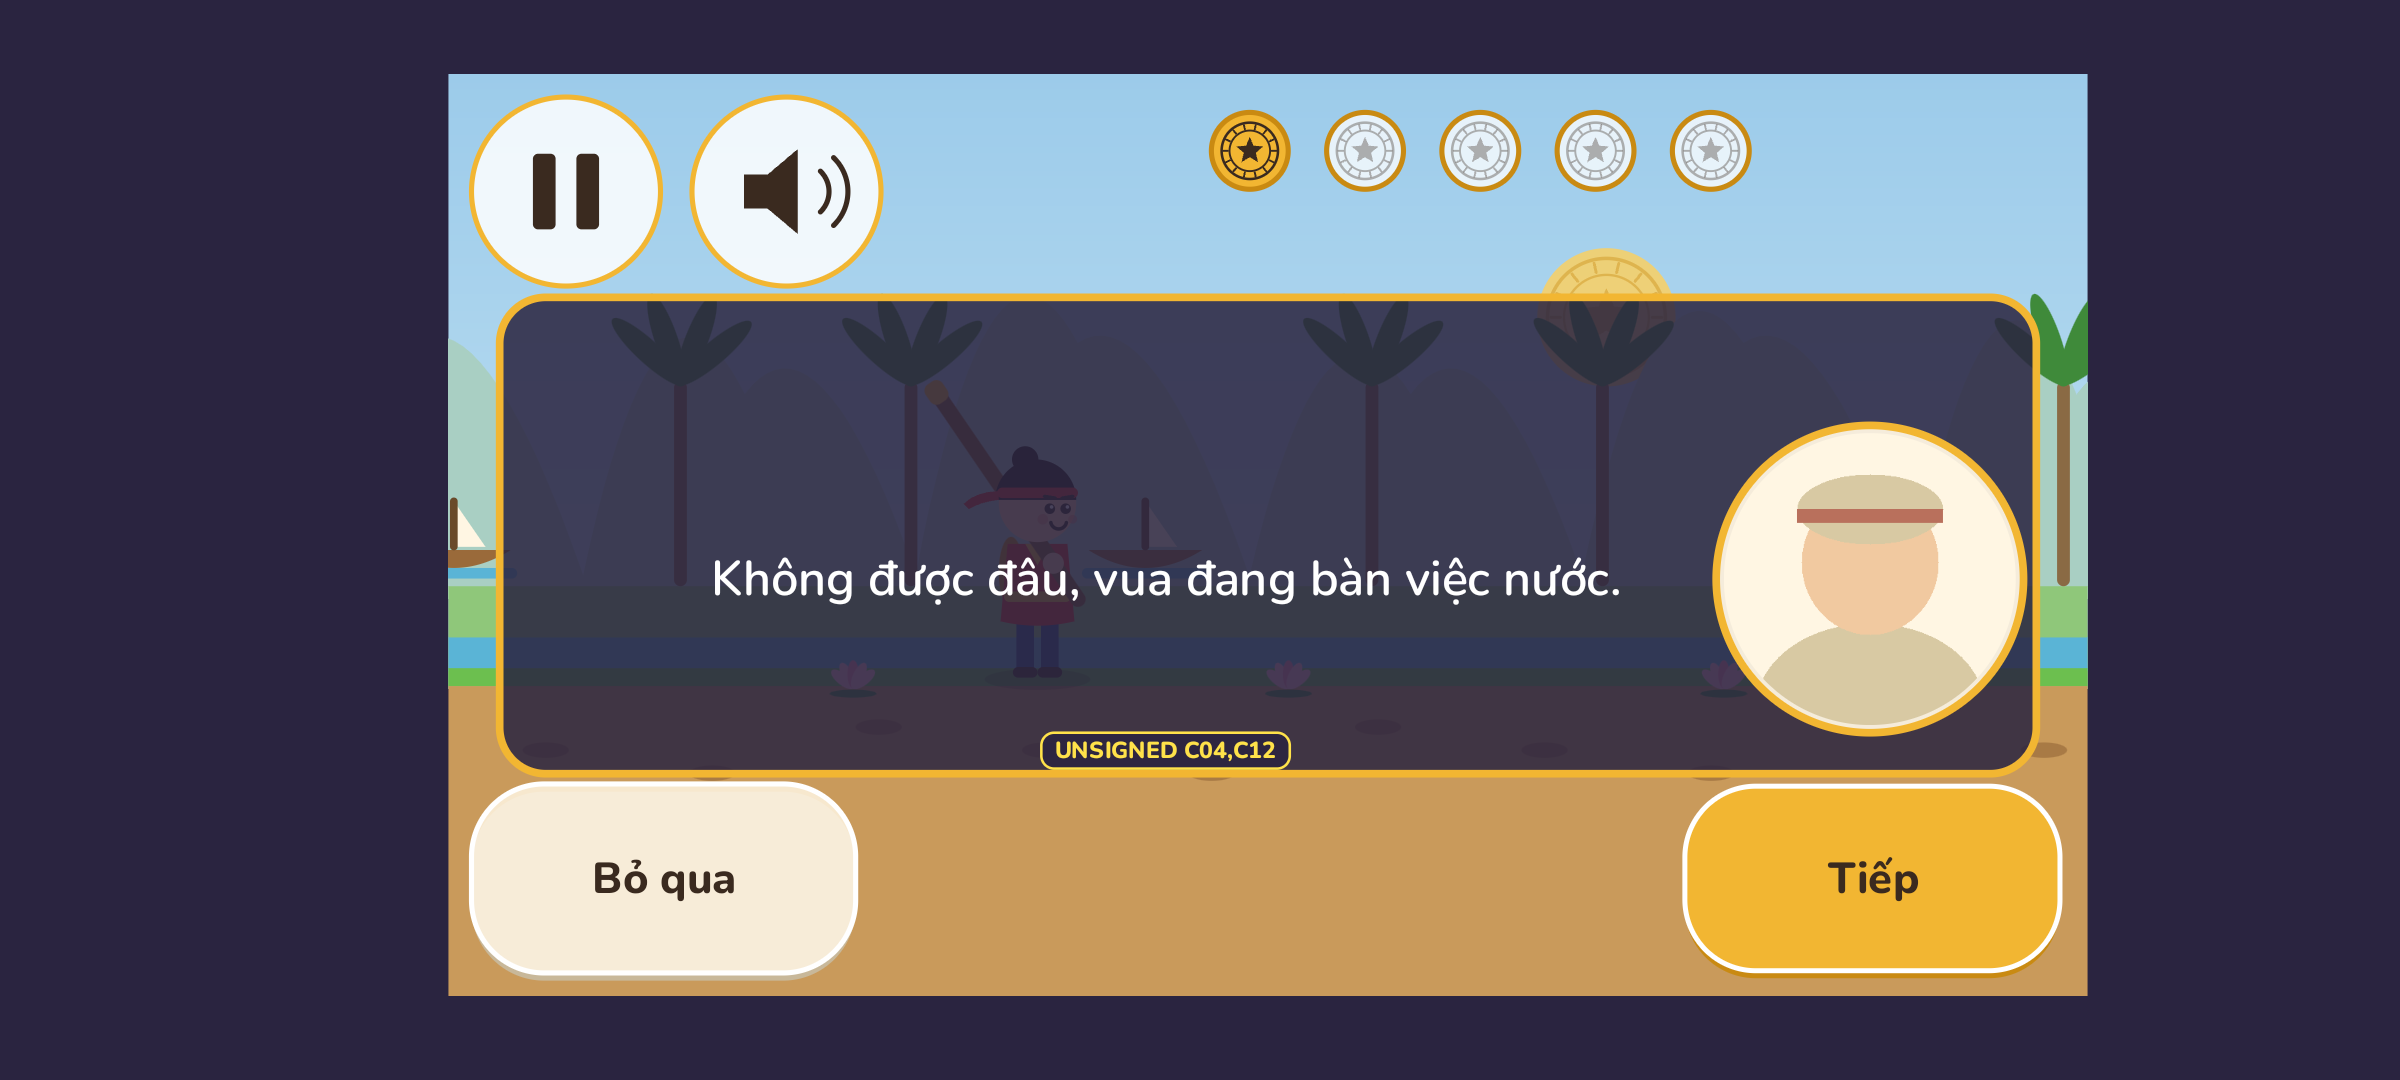 Không được đâu, vua đang bàn việc nước.
UNSIGNED C04,C12
Bỏ qua
Tiếp